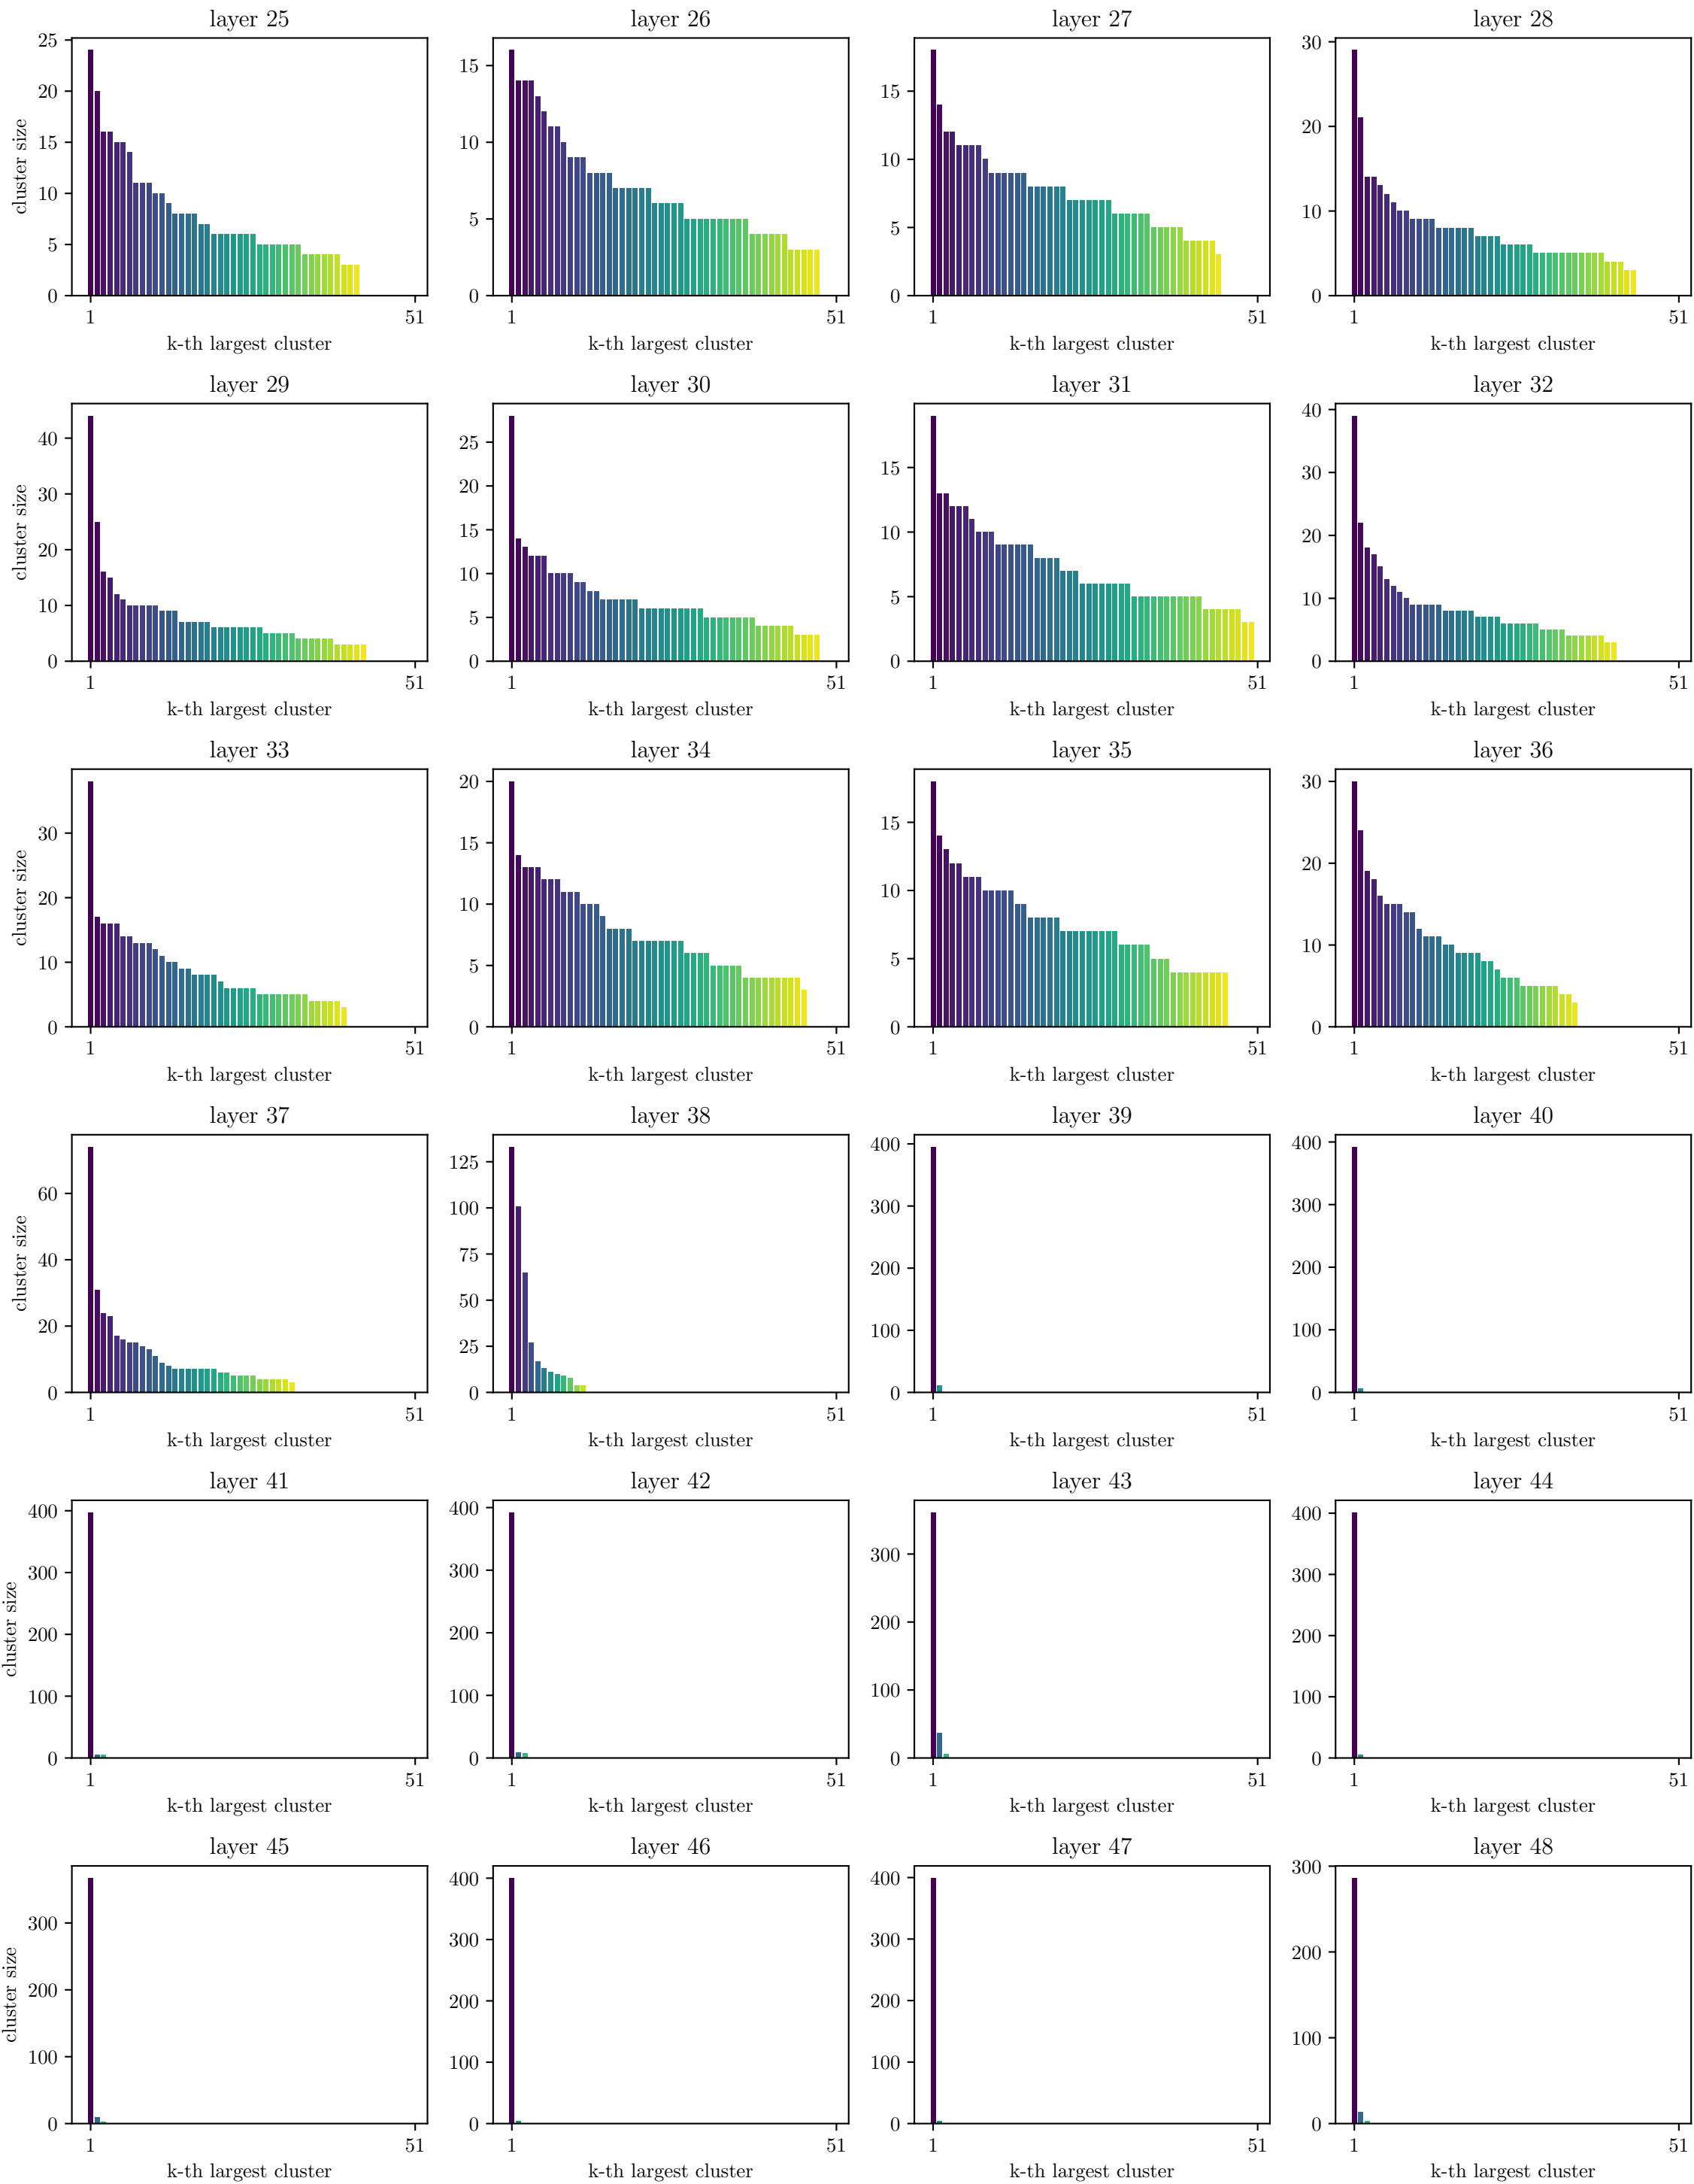 layer 25
25
20
15
10
5
0
cluster size
1
51
k-th largest cluster
layer 26
15
10
5
0
1
51
k-th largest cluster
layer 27
15
10
5
0
1
51
k-th largest cluster
layer 28
30
20
10
0
1
51
k-th largest cluster
layer 29
40
30
20
10
0
cluster size
1
51
k-th largest cluster
layer 30
25
20
15
10
5
0
1
51
k-th largest cluster
layer 31
15
10
5
0
1
51
k-th largest cluster
layer 32
40
30
20
10
0
1
51
k-th largest cluster
layer 33
30
20
10
0
cluster size
1
51
k-th largest cluster
layer 34
20
15
10
5
0
1
51
k-th largest cluster
layer 35
15
10
5
0
1
51
k-th largest cluster
layer 36
30
20
10
0
1
51
k-th largest cluster
layer 37
60
40
20
0
cluster size
1
51
k-th largest cluster
layer 38
125
100
75
50
25
0
1
51
k-th largest cluster
layer 39
400
300
200
100
0
1
51
k-th largest cluster
layer 40
400
300
200
100
0
1
51
k-th largest cluster
layer 41
400
300
200
100
0
cluster size
1
51
k-th largest cluster
layer 42
400
300
200
100
0
1
51
k-th largest cluster
layer 43
300
200
100
0
1
51
k-th largest cluster
layer 44
400
300
200
100
0
1
51
k-th largest cluster
layer 45
300
200
100
0
cluster size
1
51
k-th largest cluster
layer 46
400
300
200
100
0
1
51
k-th largest cluster
layer 47
400
300
200
100
0
1
51
k-th largest cluster
layer 48
300
200
100
0
1
51
k-th largest cluster